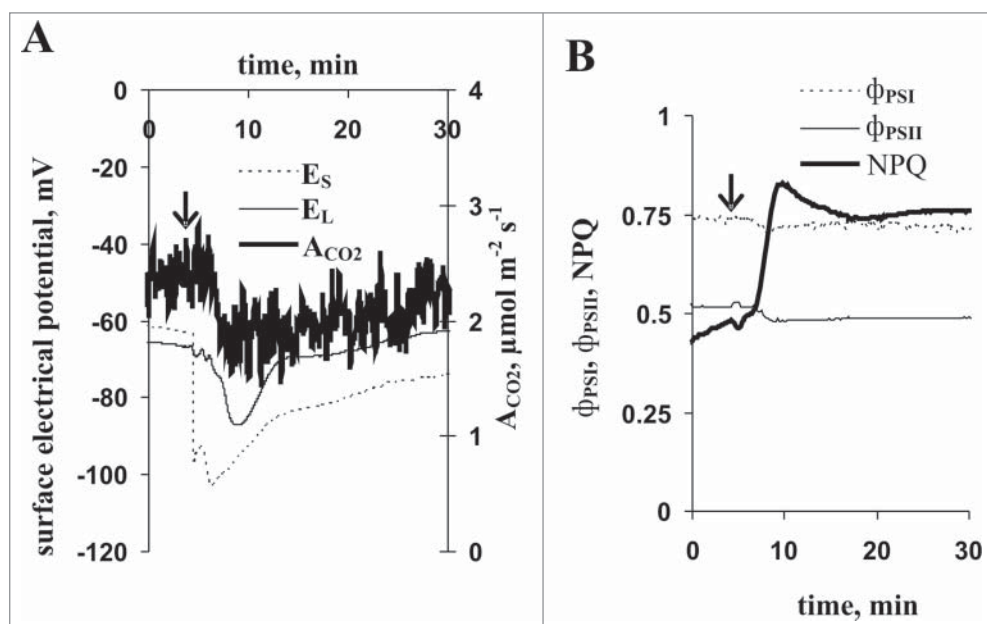 A
time, min
0
0
10
20
30
4
-20
-40
-60
-80
-100
-120
3
2
1
0
E_S
E_L
A_CO2
surface electrical potential, mV
A_CO2, μmol m⁻² s⁻¹
B
ϕ_PSI
ϕ_PSII
NPQ
1
0.75
0.5
0.25
0
0
10
20
30
ϕ_PSI, ϕ_PSII, NPQ
time, min